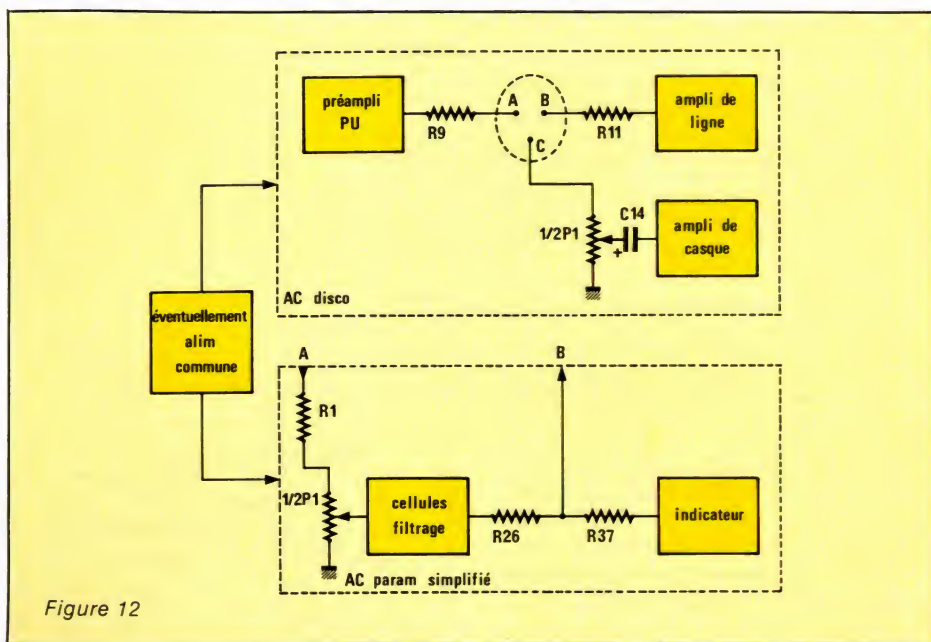 préampli
PU
R9
A
B
R11
ampli de
ligne
C
1/2P1
C14
+
ampli de
casque
AC disco
éventuellement
alim
commune
A
B
R1
1/2P1
cellules
filtrage
R26
R37
indicateur
AC param simplifié
Figure 12